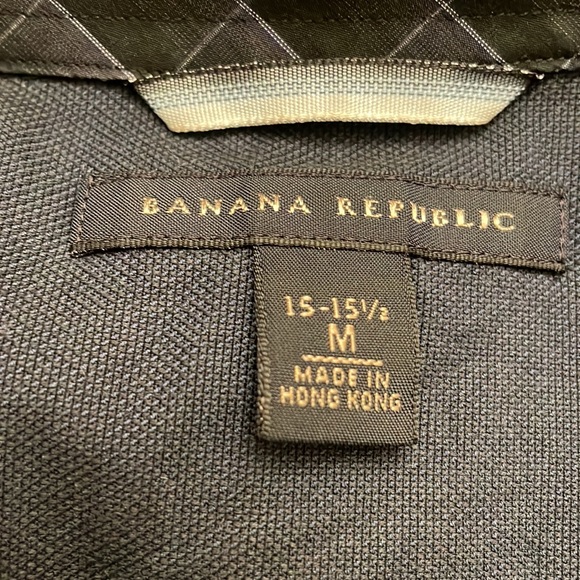 BANANA REPUBLIC
15-15½
M
MADE IN
HONG KONG